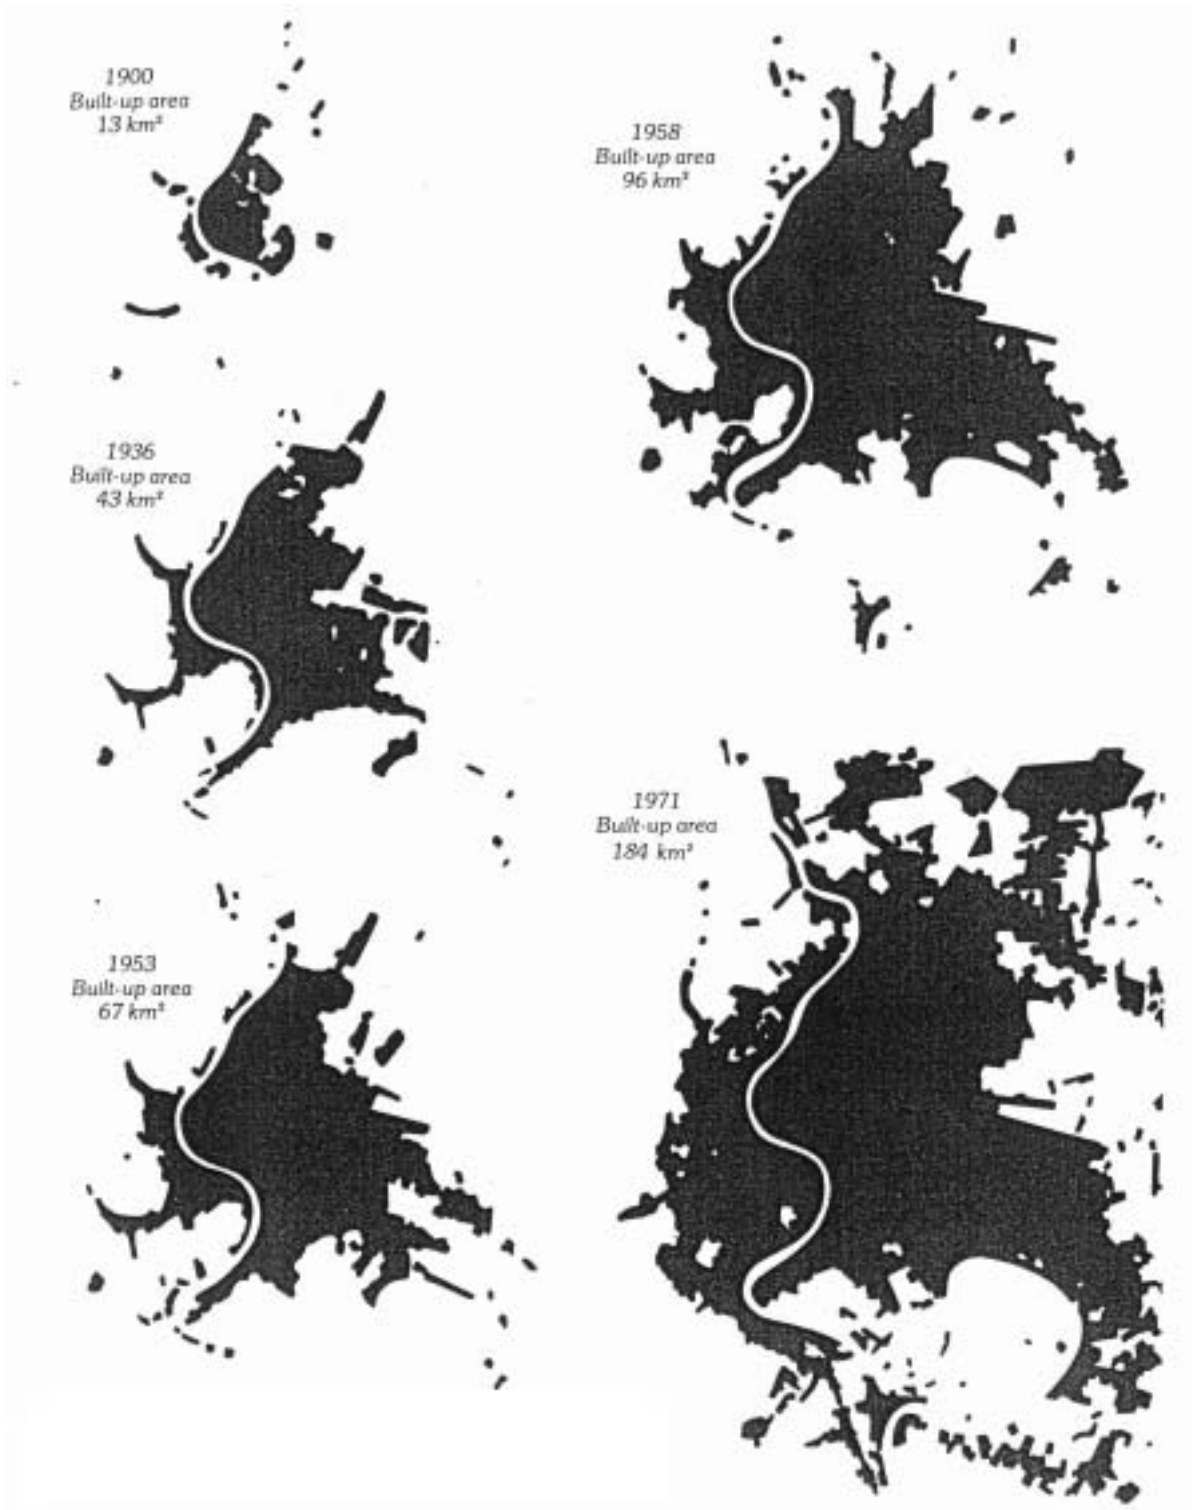 1900
Built-up area
13 km²
1936
Built-up area
43 km²
1953
Built-up area
67 km²
1958
Built-up area
96 km²
1971
Built-up area
184 km²